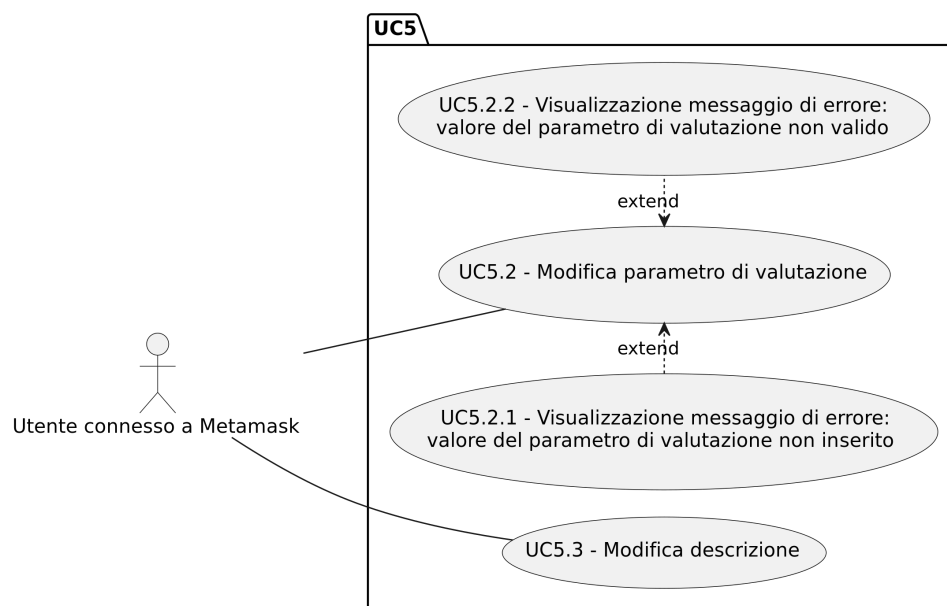 UC5
UC5.2.2 - Visualizzazione messaggio di errore:
valore del parametro di valutazione non valido
extend
UC5.2 - Modifica parametro di valutazione
extend
UC5.2.1 - Visualizzazione messaggio di errore:
valore del parametro di valutazione non inserito
Utente connesso a Metamask
UC5.3 - Modifica descrizione